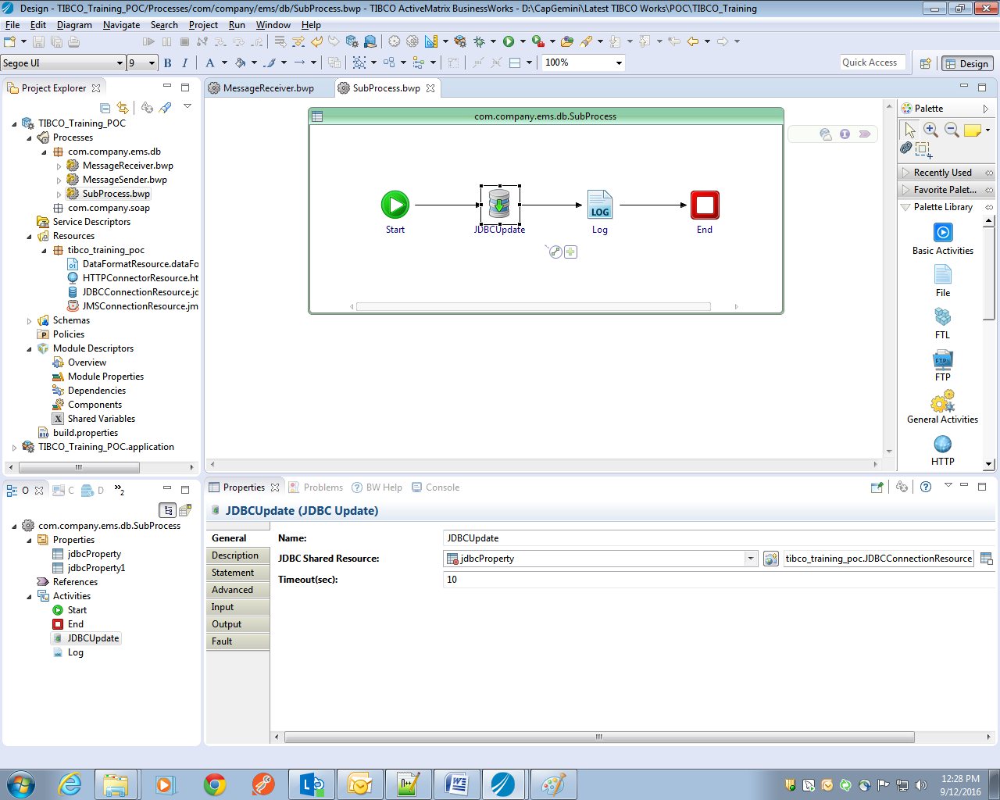 Design - TIBCO_Training_POC/Processes/com/company/ems/db/SubProcess.bwp - TIBCO ActiveMatrix BusinessWorks - D:\CapGemini\Latest TIBCO Works\POC\TIBCO_Training
File Edit Diagram Navigate Search Project Run Window Help
Segoe UI 9 B I A 100% Quick Access Design
Project Explorer
TIBCO_Training_POC
Processes
com.company.ems.db
MessageReceiver.bwp
MessageSender.bwp
SubProcess.bwp
com.company.soap
Service Descriptors
Resources
tibco_training_poc
DataFormatResource.dataFo
HTTPConnectorResource.ht
JDBCConnectionResource.jc
JMSConnectionResource.jm
Schemas
Policies
Module Descriptors
Overview
Module Properties
Dependencies
Components
Shared Variables
build.properties
TIBCO_Training_POC.application
MessageReceiver.bwp SubProcess.bwp
com.company.ems.db.SubProcess
LOG
Start JDBCUpdate Log End
Palette
Recently Used
Favorite Palet...
Palette Library
Basic Activities
File
FTL
FTP
FTP
General Activities
HTTP
O C D »2
com.company.ems.db.SubProcess
Properties
jdbcProperty
jdbcProperty1
References
Activities
Start
End
JDBCUpdate
Log
Properties Problems BW Help Console
JDBCUpdate (JDBC Update)
General
Description
Statement
Advanced
Input
Output
Fault
Name: JDBCUpdate
JDBC Shared Resource: jdbcProperty tibco_training_poc.JDBCConnectionResource
Timeout(sec): 10
12:28 PM
9/12/2016